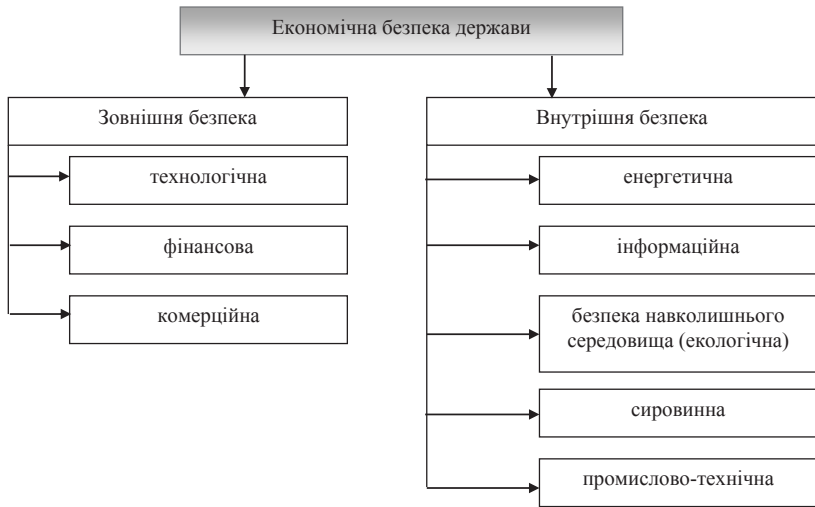 Економічна безпека держави
Зовнішня безпека
технологічна
фінансова
комерційна
Внутрішня безпека
енергетична
інформаційна
безпека навколишнього
середовища (екологічна)
сировинна
промислово-технічна